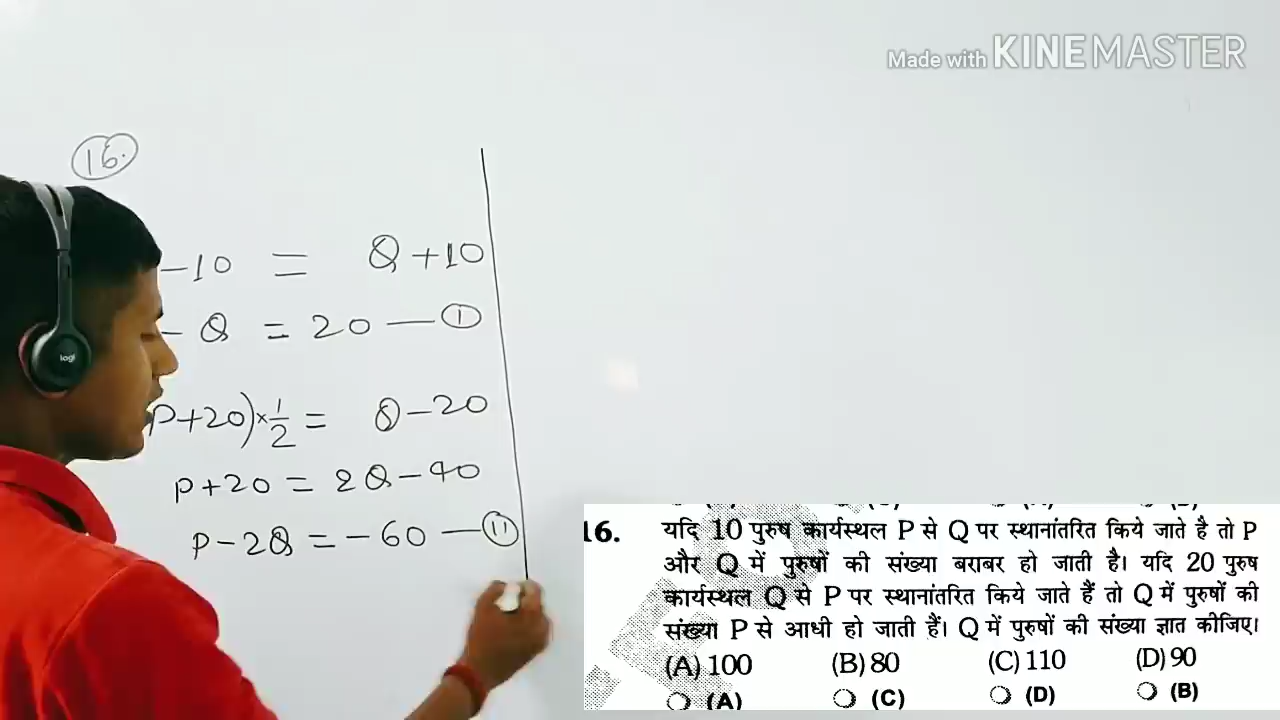 Made with KINEMASTER
16.
-10 = Q+10
- Q = 20 — ①
P+20)×1/2 = Q-20
P+20 = 2Q-40
P-2Q = -60 — ⑪
logi
16. यदि 10 पुरुष कार्यस्थल P से Q पर स्थानांतरित किये जाते है तो P
और Q में पुरुषों की संख्या बराबर हो जाती है। यदि 20 पुरुष
कार्यस्थल Q से P पर स्थानांतरित किये जाते हैं तो Q में पुरुषों की
संख्या P से आधी हो जाती हैं। Q में पुरुषों की संख्या ज्ञात कीजिए।
(A) 100 (B) 80 (C) 110 (D) 90
(A) (C) (D) (B)